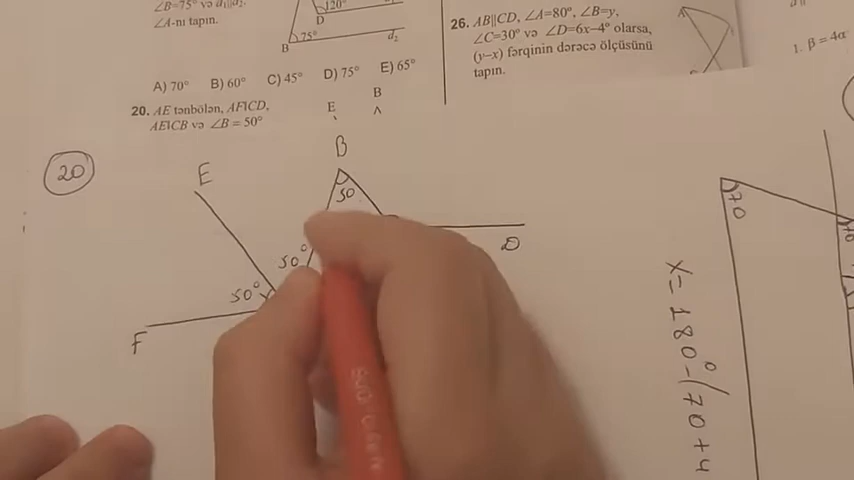 ∠B=75° və d₁||d₂.
∠A-nı tapın.
120°
D
75°
B
d₂
A) 70° B) 60° C) 45° D) 75° E) 65°
20. AE tənbölən, AF||CD,
AE||CB və ∠B = 50°
E
B
26. AB||CD, ∠A=80°, ∠B=y,
∠C=30° və ∠D=6x–4° olarsa,
(y–x) fərqinin dərəcə ölçüsünü
tapın.
A
1. β = 4α
20
E
B
50
50°
50°
F
D
70
x = 180°-(70+4